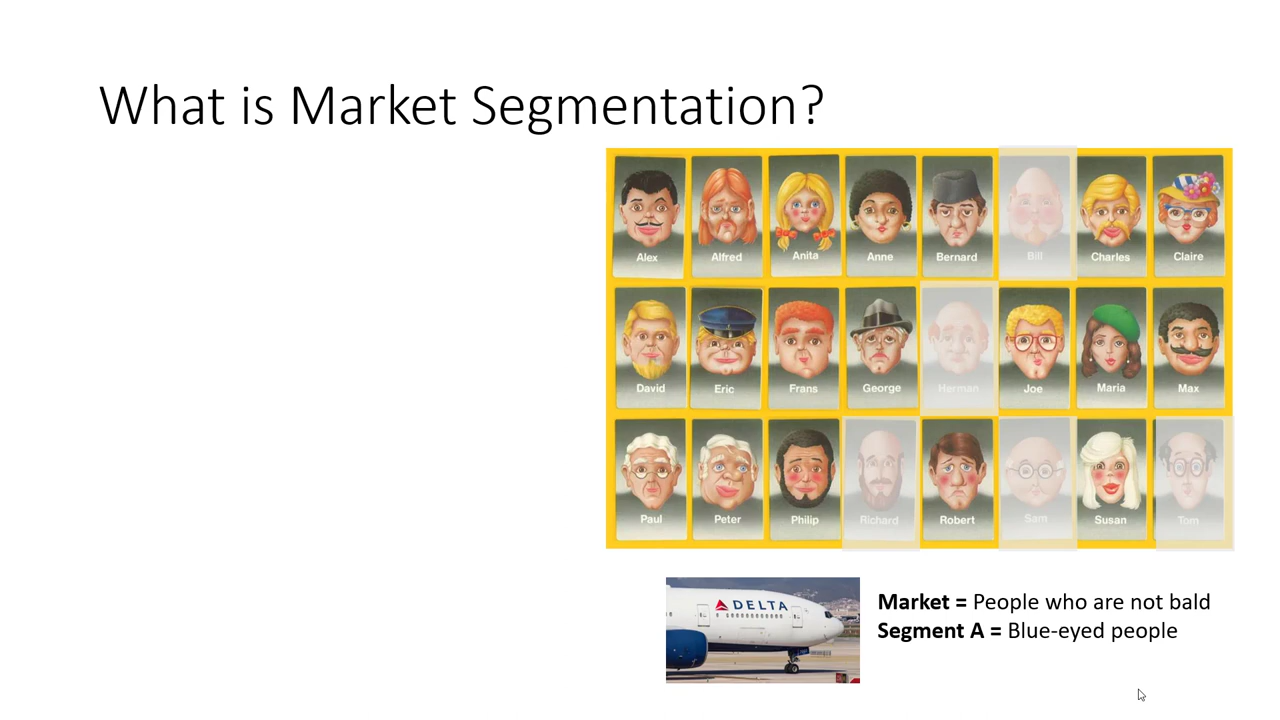 What is Market Segmentation?
Alex Alfred Anita Anne Bernard Bill Charles Claire
David Eric Frans George Herman Joe Maria Max
Paul Peter Philip Richard Robert Sam Susan Tom
DELTA
Market = People who are not bald
Segment A = Blue-eyed people